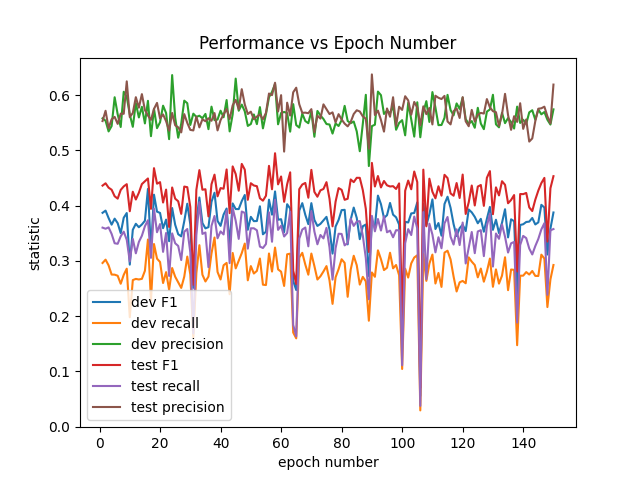 Performance vs Epoch Number
statistic
0.6
0.5
0.4
0.3
0.2
0.1
0.0
dev F1
dev recall
dev precision
test F1
test recall
test precision
0 20 40 60 80 100 120 140
epoch number